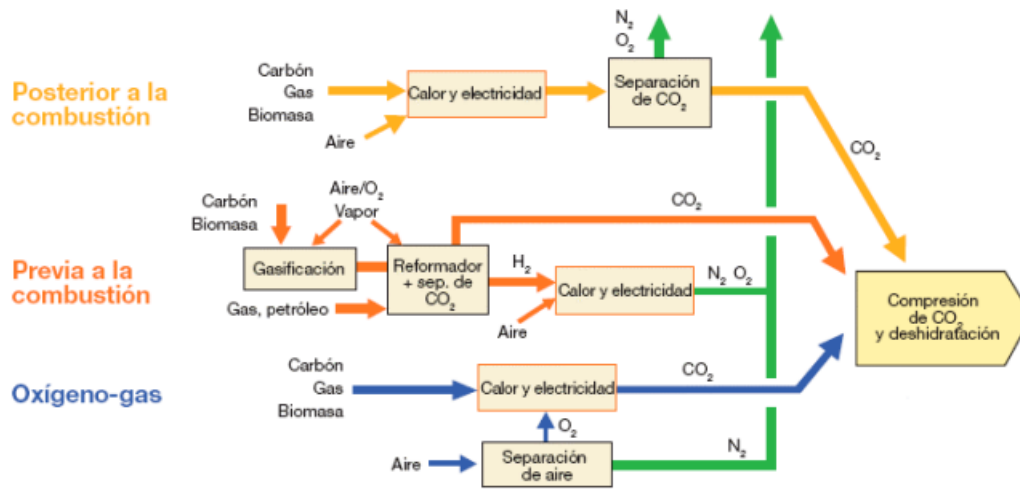 Posterior a la
combustión
Carbón
Gas
Biomasa
Aire
Calor y electricidad
Separación
de CO₂
N₂
O₂
CO₂
Previa a la
combustión
Carbón
Biomasa
Aire/O₂
Vapor
Gasificación
Gas, petróleo
Reformador
+ sep. de
CO₂
H₂
Aire
Calor y electricidad
N₂ O₂
CO₂
Compresión
de CO₂
y deshidratación
Oxígeno-gas
Carbón
Gas
Biomasa
Calor y electricidad
CO₂
O₂
Aire
Separación
de aire
N₂